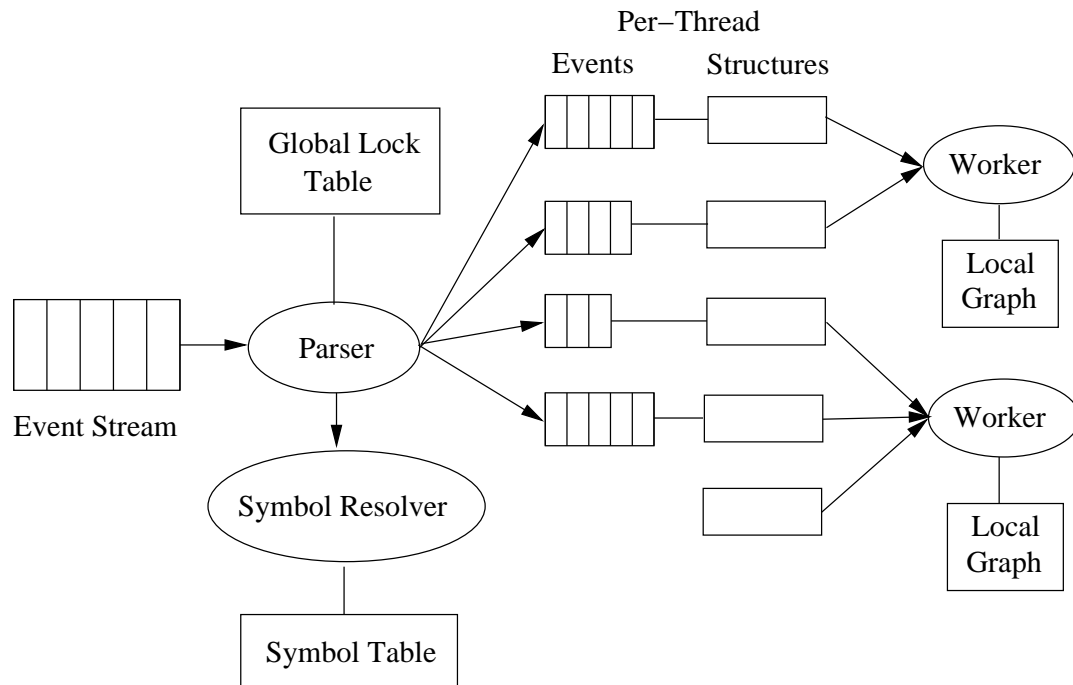 Per−Thread
Events
Structures
Global Lock
Table
Worker
Local
Graph
Parser
Event Stream
Worker
Symbol Resolver
Local
Graph
Symbol Table